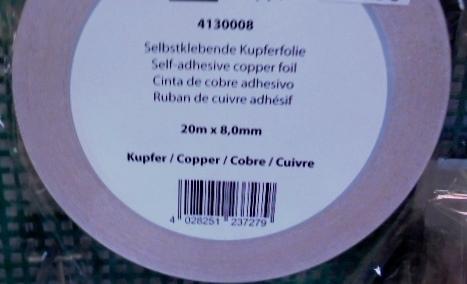 4130008
Selbstklebende Kupferfolie
Self-adhesive copper foil
Cinta de cobre adhesivo
Ruban de cuivre adhésif
20m x 8,0mm
Kupfer / Copper / Cobre / Cuivre
4 028251 237279